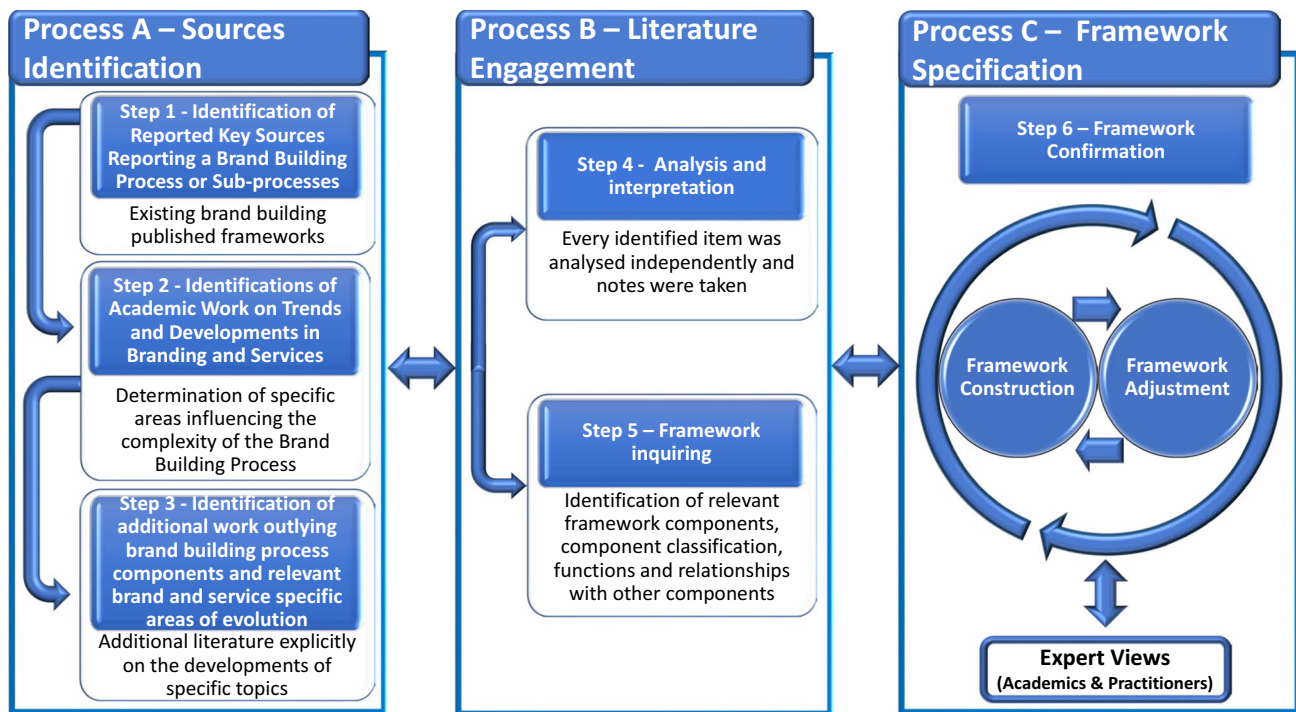 Process A – Sources
Identification
Step 1 - Identification of
Reported Key Sources
Reporting a Brand Building
Process or Sub-processes
Existing brand building
published frameworks
Step 2 - Identifications of
Academic Work on Trends
and Developments in
Branding and Services
Determination of specific
areas influencing the
complexity of the Brand
Building Process
Step 3 - Identification of
additional work outlying
brand building process
components and relevant
brand and service specific
areas of evolution
Additional literature explicitly
on the developments of
specific topics
Process B – Literature
Engagement
Step 4 - Analysis and
interpretation
Every identified item was
analysed independently and
notes were taken
Step 5 – Framework
inquiring
Identification of relevant
framework components,
component classification,
functions and relationships
with other components
Process C – Framework
Specification
Step 6 – Framework
Confirmation
Framework
Construction
Framework
Adjustment
Expert Views
(Academics & Practitioners)